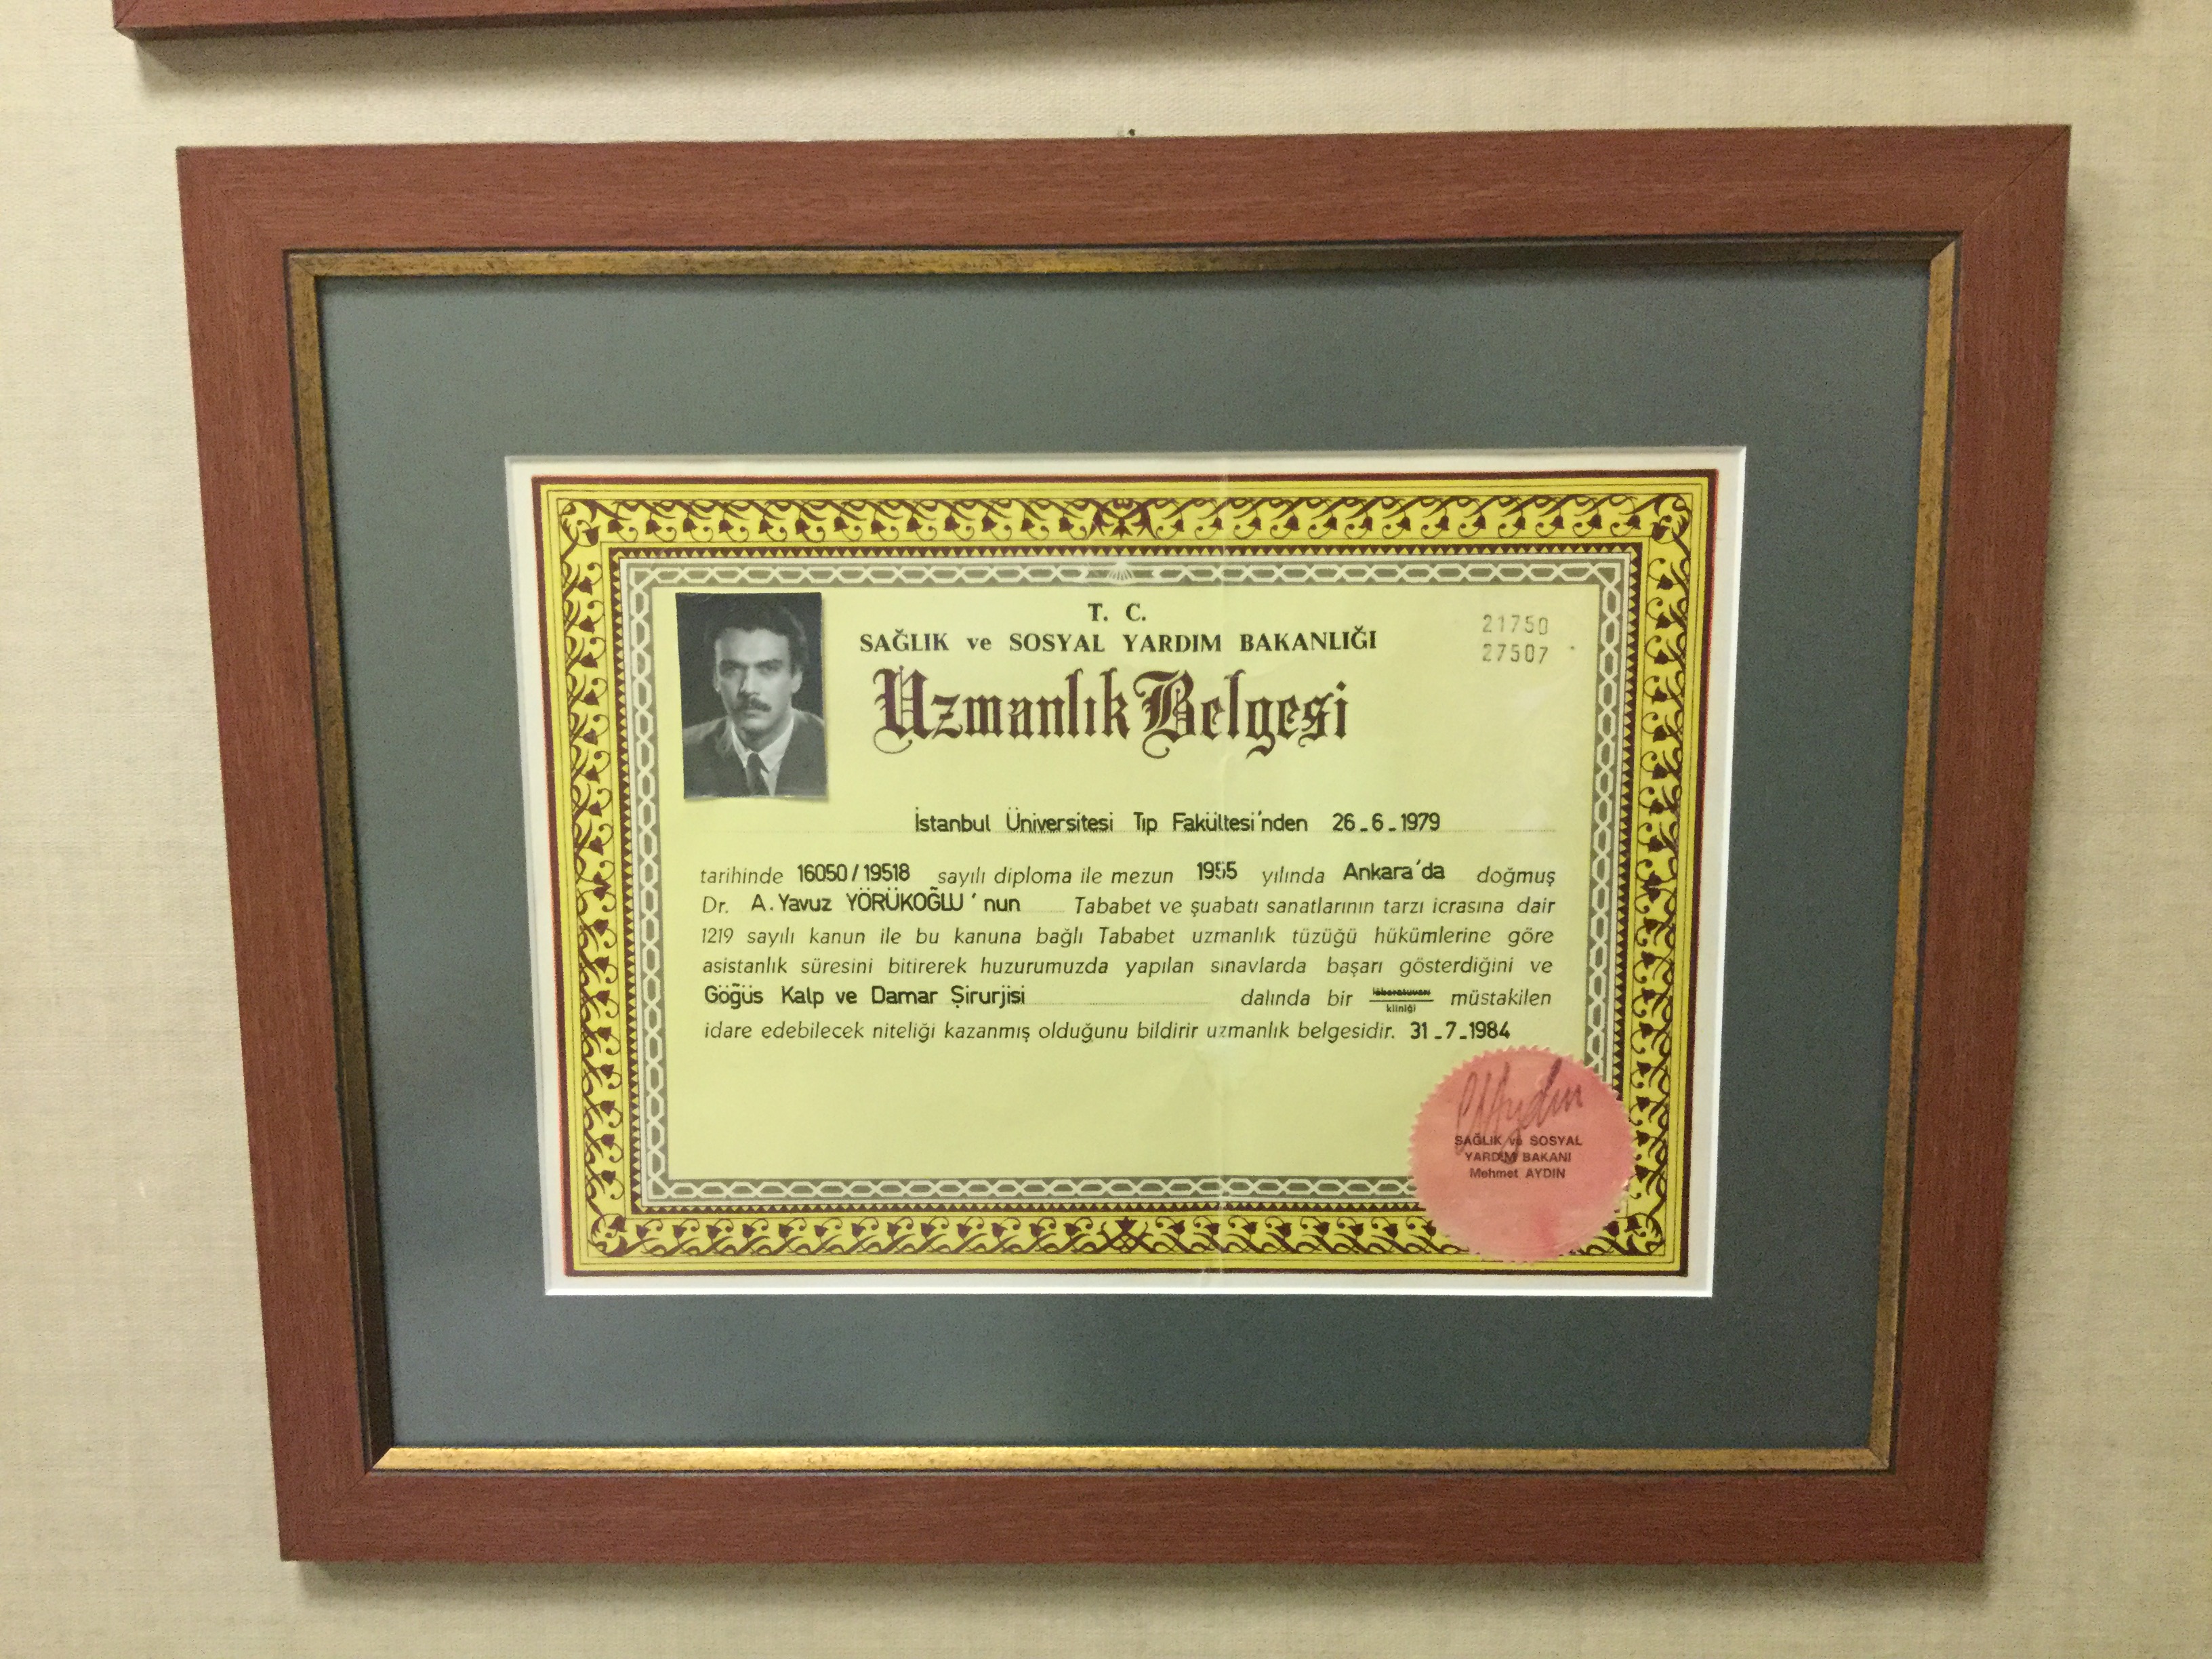 T. C.
SAĞLIK ve SOSYAL YARDIM BAKANLIĞI
21750
27507
Uzmanlık Belgesi
İstanbul Üniversitesi Tıp Fakültesi'nden 26-6-1979
tarihinde 16050/19518 sayılı diploma ile mezun 1955 yılında Ankara'da doğmuş
Dr. A.Yavuz YÖRÜKOĞLU'nun Tababet ve şuabatı sanatlarının tarzı icrasına dair
1219 sayılı kanun ile bu kanuna bağlı Tababet uzmanlık tüzüğü hükümlerine göre
asistanlık süresini bitirerek huzurumuzda yapılan sınavlarda başarı gösterdiğini ve
Göğüs Kalp ve Damar Şirurjisi dalında bir laboratuvarı kliniği müstakilen
idare edebilecek niteliği kazanmış olduğunu bildirir uzmanlık belgesidir. 31-7-1984
MAydın
SAĞLIK ve SOSYAL
YARDIM BAKANI
Mehmet AYDIN